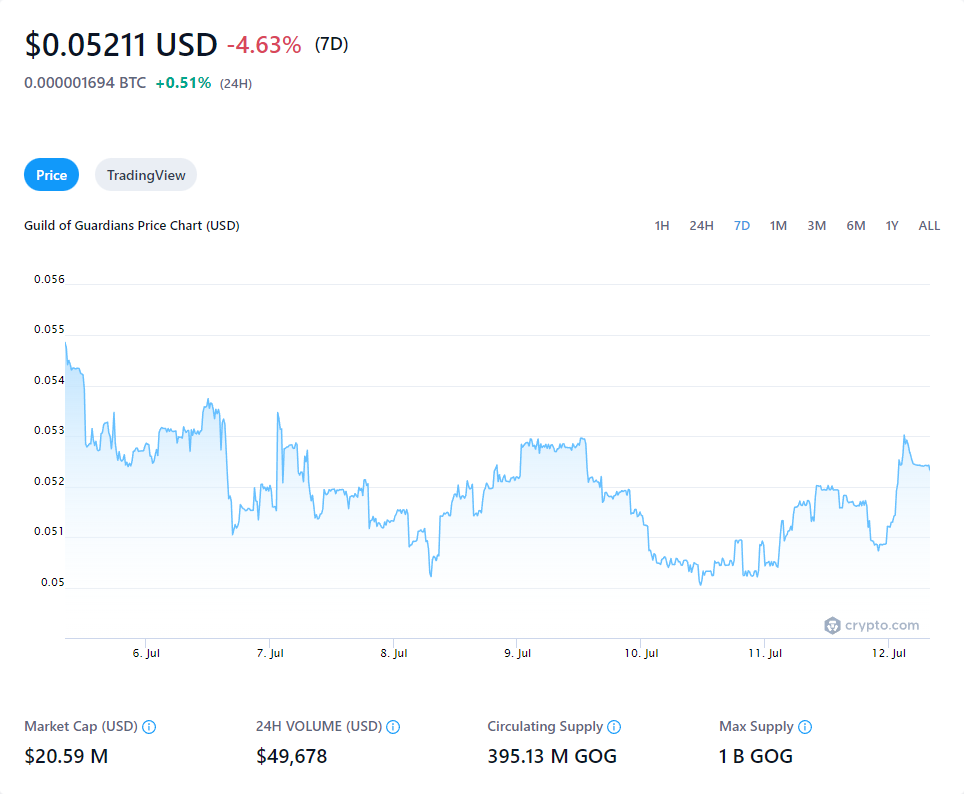 $0.05211 USD -4.63% (7D)
0.000001694 BTC +0.51% (24H)
Price TradingView
Guild of Guardians Price Chart (USD) 1H 24H 7D 1M 3M 6M 1Y ALL
0.056
0.055
0.054
0.053
0.052
0.051
0.05
crypto.com
6. Jul 7. Jul 8. Jul 9. Jul 10. Jul 11. Jul 12. Jul
Market Cap (USD) 24H VOLUME (USD) Circulating Supply Max Supply
$20.59 M $49,678 395.13 M GOG 1 B GOG